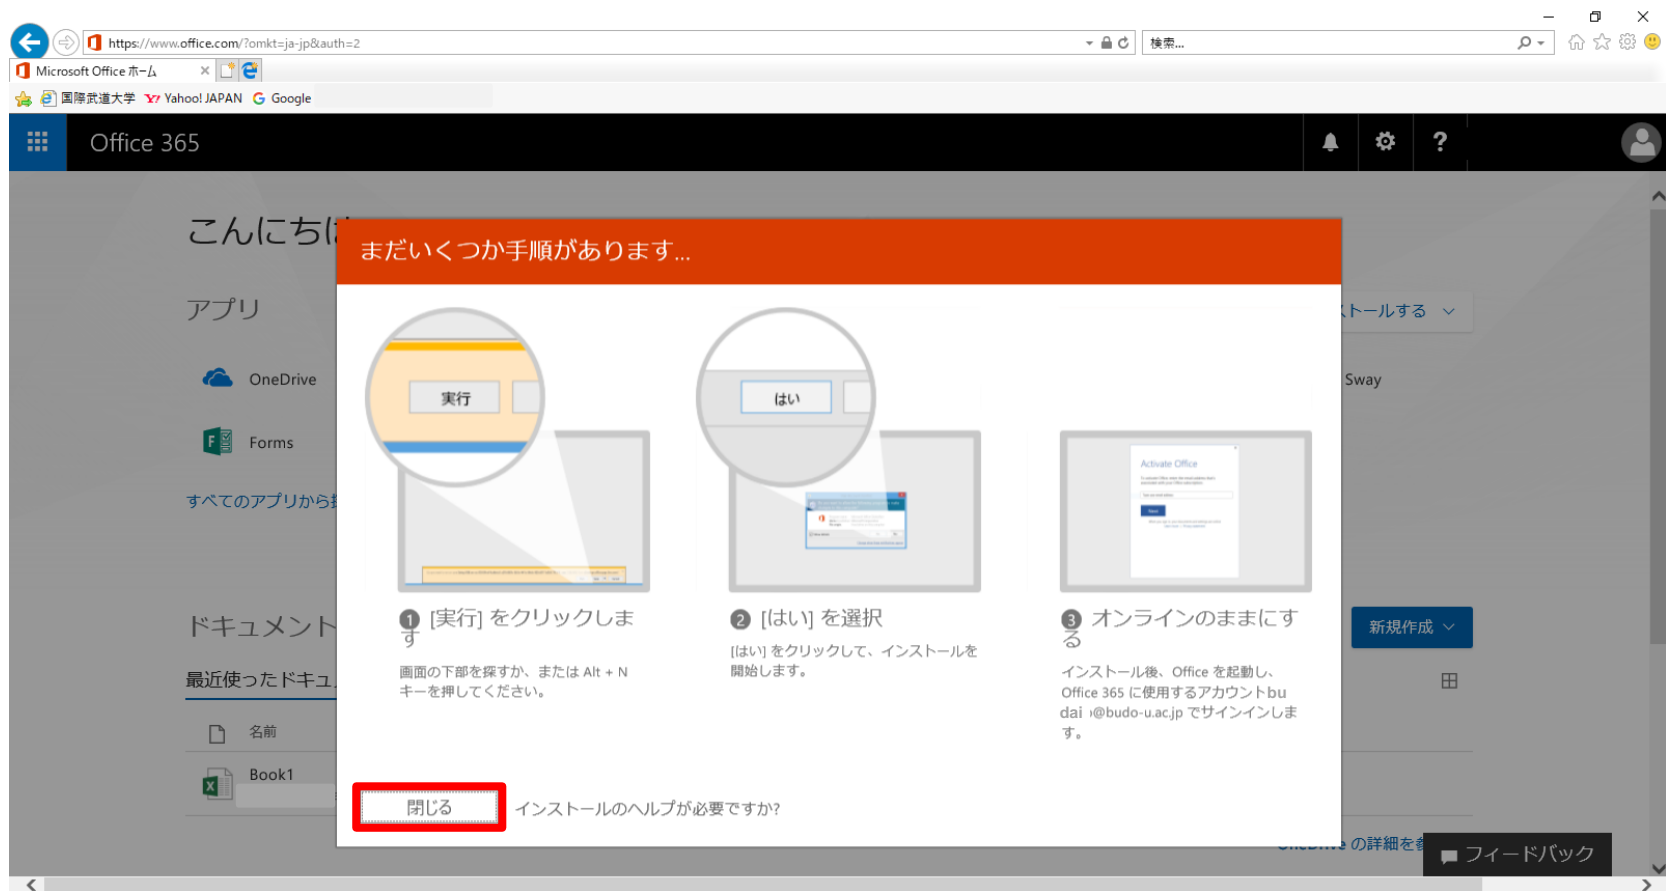 https://www.office.com/?omkt=ja-jp&auth=2
検索...
Microsoft Office ホーム
国際武道大学 Yahoo! JAPAN Google
Office 365
?
こんにちは
まだいくつか手順があります...
アプリ
ストールする
実行
はい
OneDrive
Sway
Forms
Activate Office
すべてのアプリから
❶ [実行] をクリックしま
す
画面の下部を探すか、または Alt + N
キーを押してください。
❷ [はい] を選択
[はい] をクリックして、インストールを
開始します。
❸ オンラインのままにす
る
インストール後、Office を起動し、
Office 365 に使用するアカウントbu
dai @budo-u.ac.jp でサインインしま
す。
ドキュメント
新規作成
最近使ったドキュ
名前
Book1
閉じる
インストールのヘルプが必要ですか?
OneDrive の詳細を
フィードバック